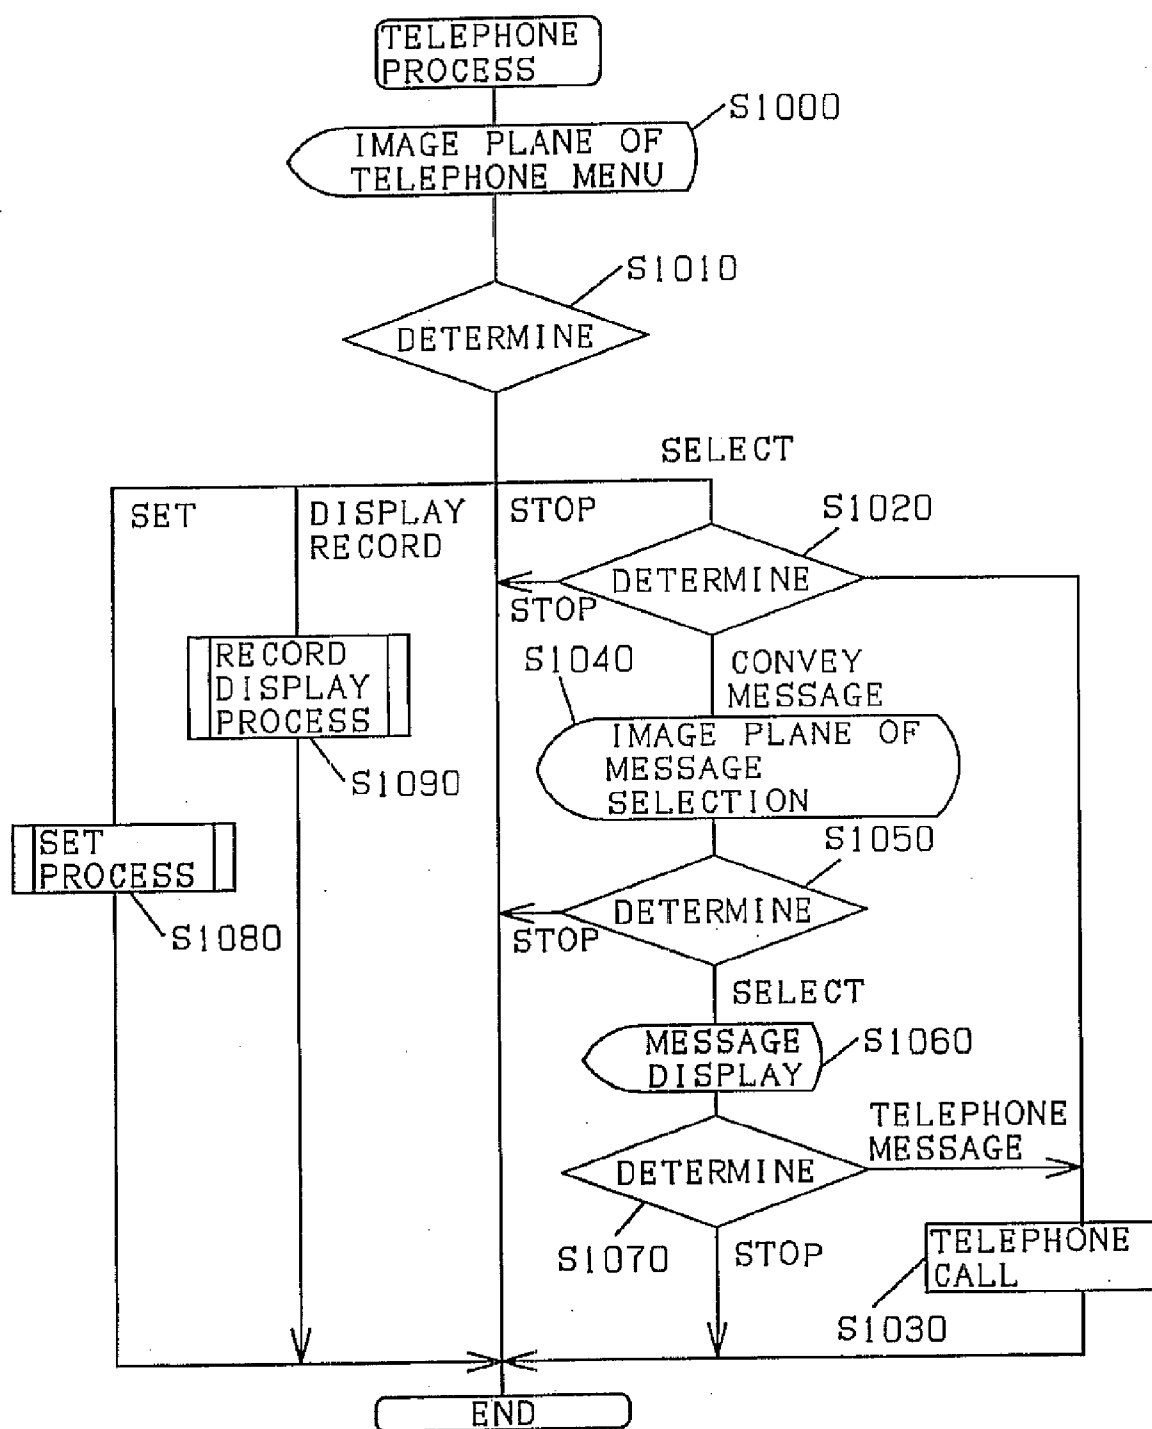 TELEPHONE
PROCESS
S1000
IMAGE PLANE OF
TELEPHONE MENU
S1010
DETERMINE
SELECT
SET
DISPLAY
RECORD
STOP
S1020
DETERMINE
STOP
S1040
CONVEY
MESSAGE
RECORD
DISPLAY
PROCESS
S1090
IMAGE PLANE OF
MESSAGE
SELECTION
SET
PROCESS
S1080
S1050
DETERMINE
STOP
SELECT
MESSAGE
DISPLAY
S1060
TELEPHONE
MESSAGE
DETERMINE
S1070
STOP
TELEPHONE
CALL
S1030
END